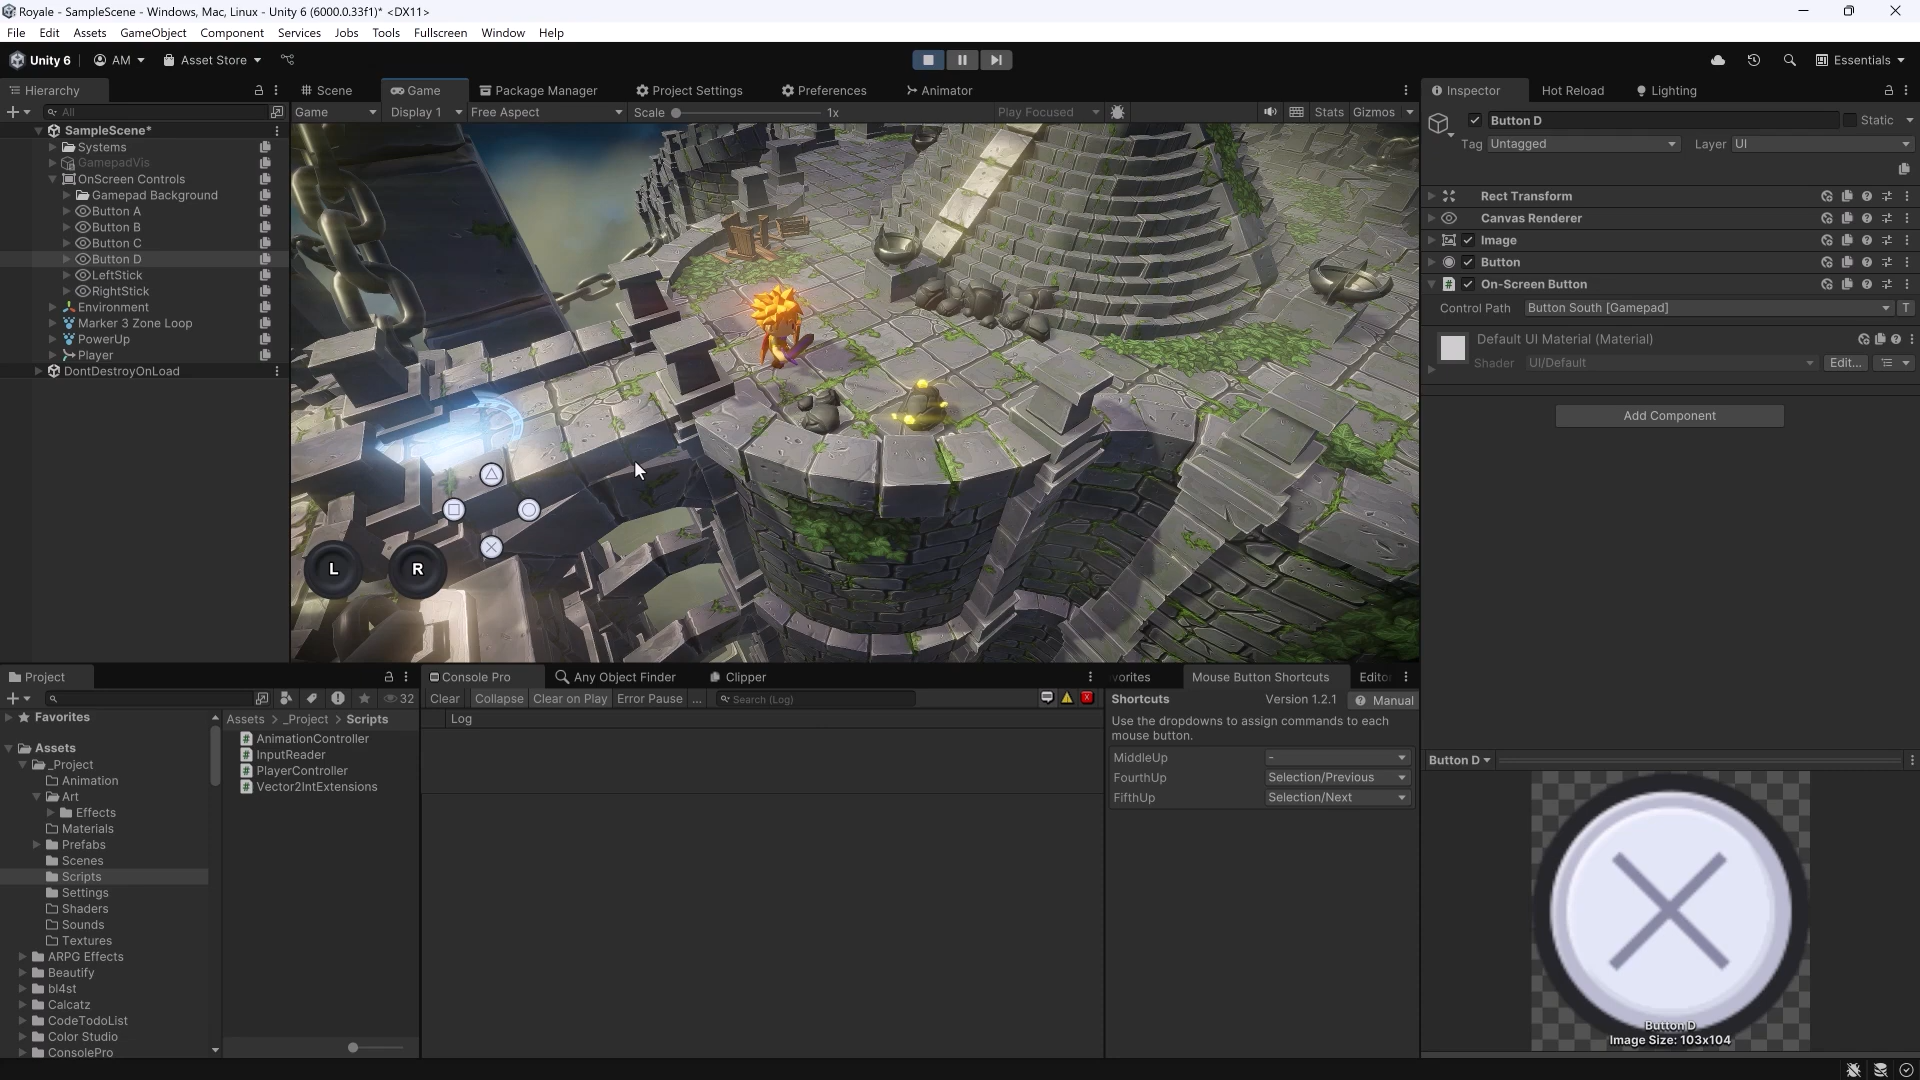 Royale - SampleScene - Windows, Mac, Linux - Unity 6 (6000.0.33f1)* <DX11>
File Edit Assets GameObject Component Services Jobs Tools Fullscreen Window Help
Unity 6 AM Asset Store Essentials
Hierarchy
All
SampleScene*
Systems
GamepadVis
OnScreen Controls
Gamepad Background
Button A
Button B
Button C
Button D
LeftStick
RightStick
Environment
Marker 3 Zone Loop
PowerUp
Player
DontDestroyOnLoad
Scene Game Package Manager Project Settings Preferences Animator
Game Display 1 Free Aspect Scale 1x Play Focused Stats Gizmos
L R
Inspector Hot Reload Lighting
Button D Static
Tag Untagged Layer UI
Rect Transform
Canvas Renderer
Image
Button
On-Screen Button
Control Path Button South [Gamepad] T
Default UI Material (Material)
Shader UI/Default Edit...
Add Component
Project
32
Favorites
Assets
_Project
Animation
Art
Effects
Materials
Prefabs
Scenes
Scripts
Settings
Shaders
Sounds
Textures
ARPG Effects
Beautify
bl4st
Calcatz
CodeTodoList
Color Studio
ConsolePro
Assets > _Project > Scripts
AnimationController
InputReader
PlayerController
Vector2IntExtensions
Console Pro Any Object Finder Clipper
Clear Collapse Clear on Play Error Pause ... Search (Log)
Log
vorites Mouse Button Shortcuts Editor
Shortcuts Version 1.2.1 Manual
Use the dropdowns to assign commands to each
mouse button.
MiddleUp -
FourthUp Selection/Previous
FifthUp Selection/Next
Button D
Button D
Image Size: 103x104